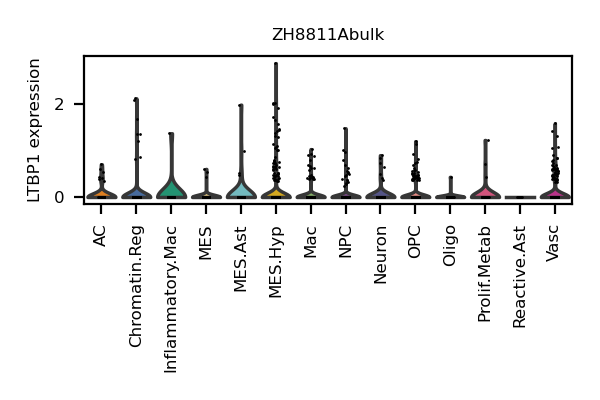 ZH8811Abulk
LTBP1 expression
2
0
AC
Chromatin.Reg
Inflammatory.Mac
MES
MES.Ast
MES.Hyp
Mac
NPC
Neuron
OPC
Oligo
Prolif.Metab
Reactive.Ast
Vasc